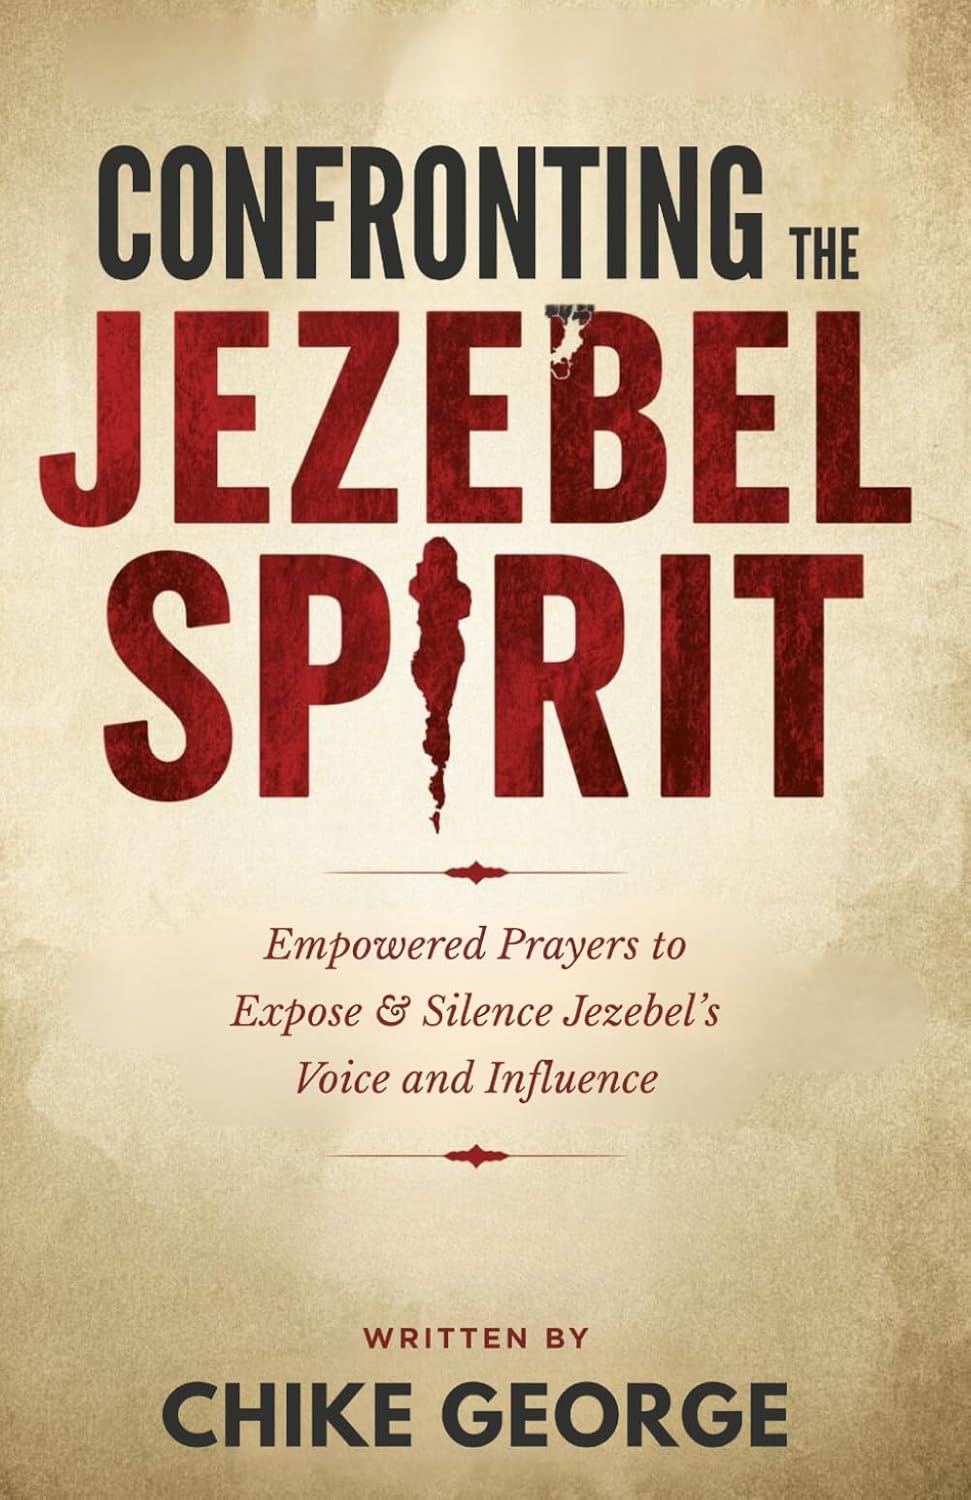 CONFRONTING THE
JEZEBEL
SPIRIT
Empowered Prayers to
Expose & Silence Jezebel's
Voice and Influence
WRITTEN BY
CHIKE GEORGE